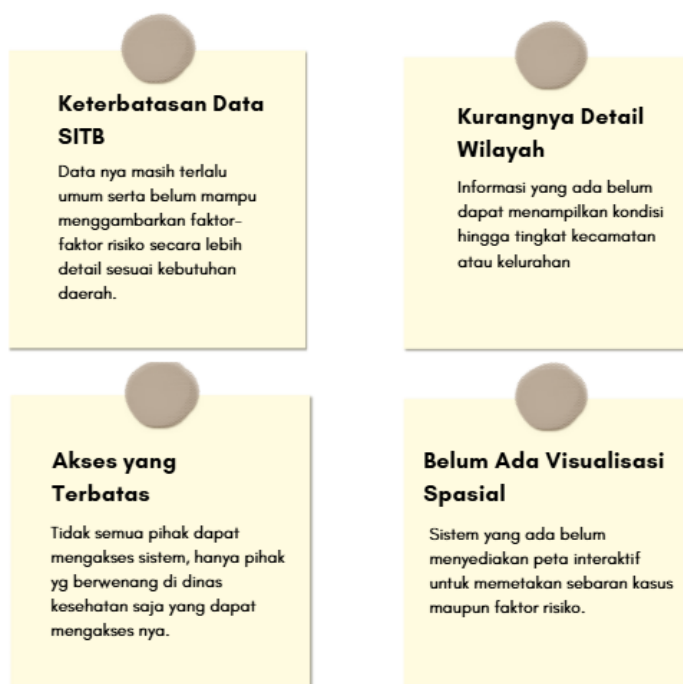 Keterbatasan Data
SITB
Data nya masih terlalu
umum serta belum mampu
menggambarkan faktor-
faktor risiko secara lebih
detail sesuai kebutuhan
daerah.
Kurangnya Detail
Wilayah
Informasi yang ada belum
dapat menampilkan kondisi
hingga tingkat kecamatan
atau kelurahan
Akses yang
Terbatas
Tidak semua pihak dapat
mengakses sistem, hanya pihak
yg berwenang di dinas
kesehatan saja yang dapat
mengakses nya.
Belum Ada Visualisasi
Spasial
Sistem yang ada belum
menyediakan peta interaktif
untuk memetakan sebaran kasus
maupun faktor risiko.